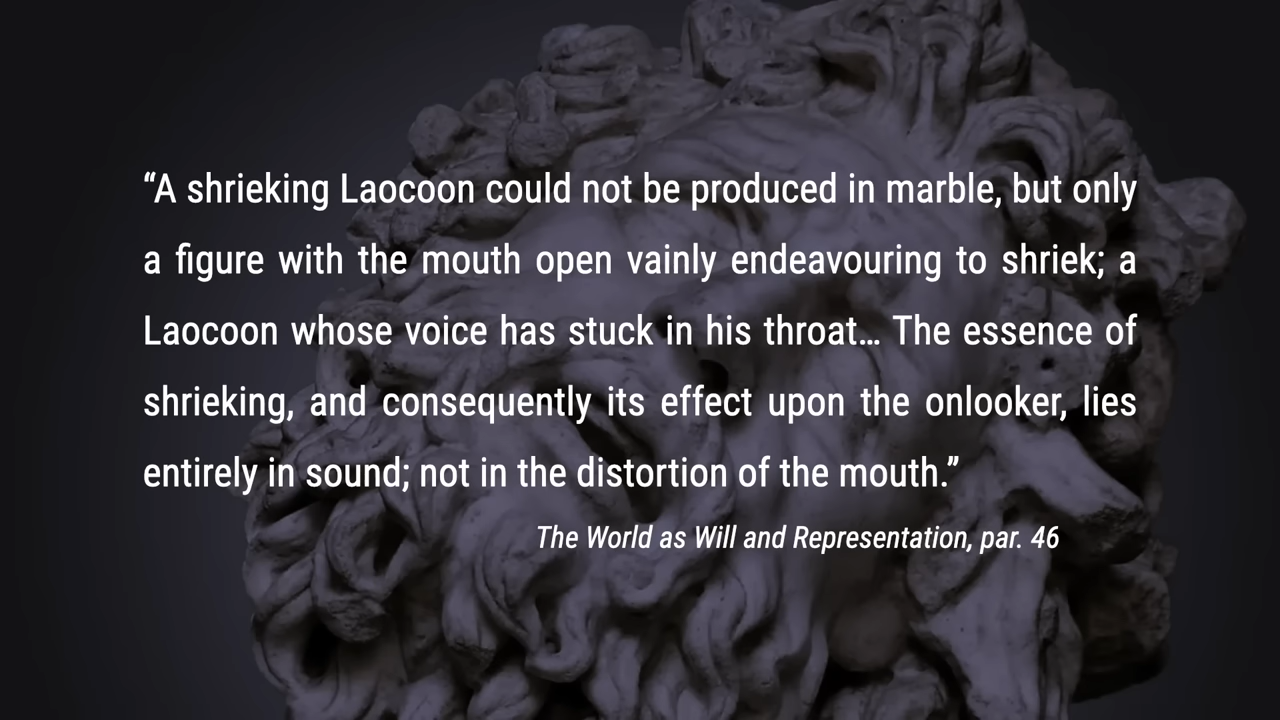 “A shrieking Laocoon could not be produced in marble, but only
a figure with the mouth open vainly endeavouring to shriek; a
Laocoon whose voice has stuck in his throat… The essence of
shrieking, and consequently its effect upon the onlooker, lies
entirely in sound; not in the distortion of the mouth.”
The World as Will and Representation, par. 46